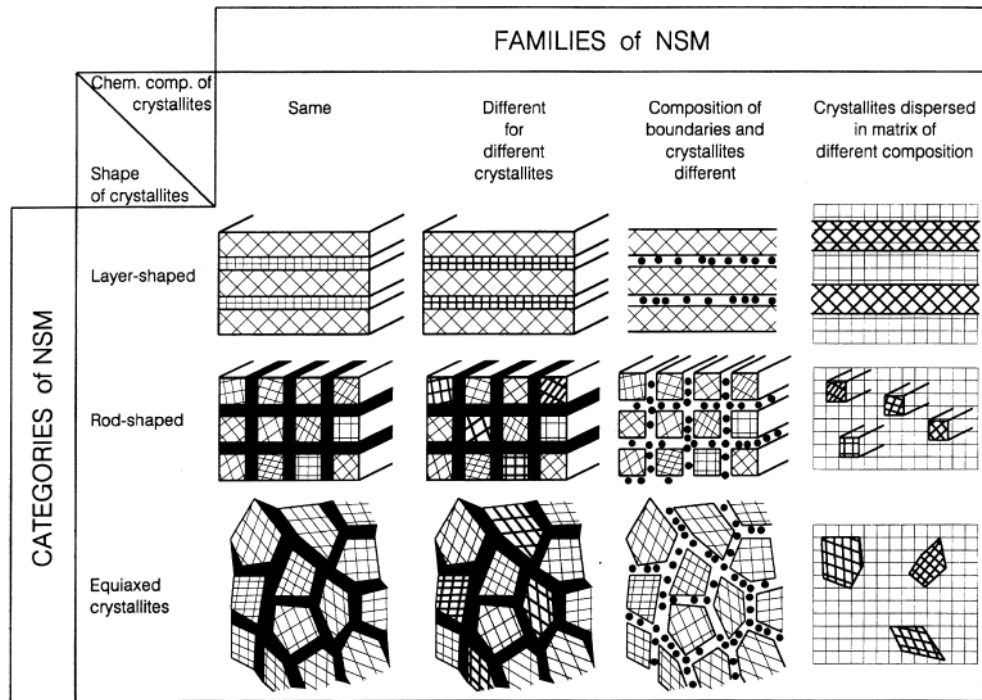 FAMILIES of NSM
Chem. comp. of
crystallites
Shape
of crystallites
Same
Different
for
different
crystallites
Composition of
boundaries and
crystallites
different
Crystallites dispersed
in matrix of
different composition
CATEGORIES of NSM
Layer-shaped
Rod-shaped
Equiaxed
crystallites